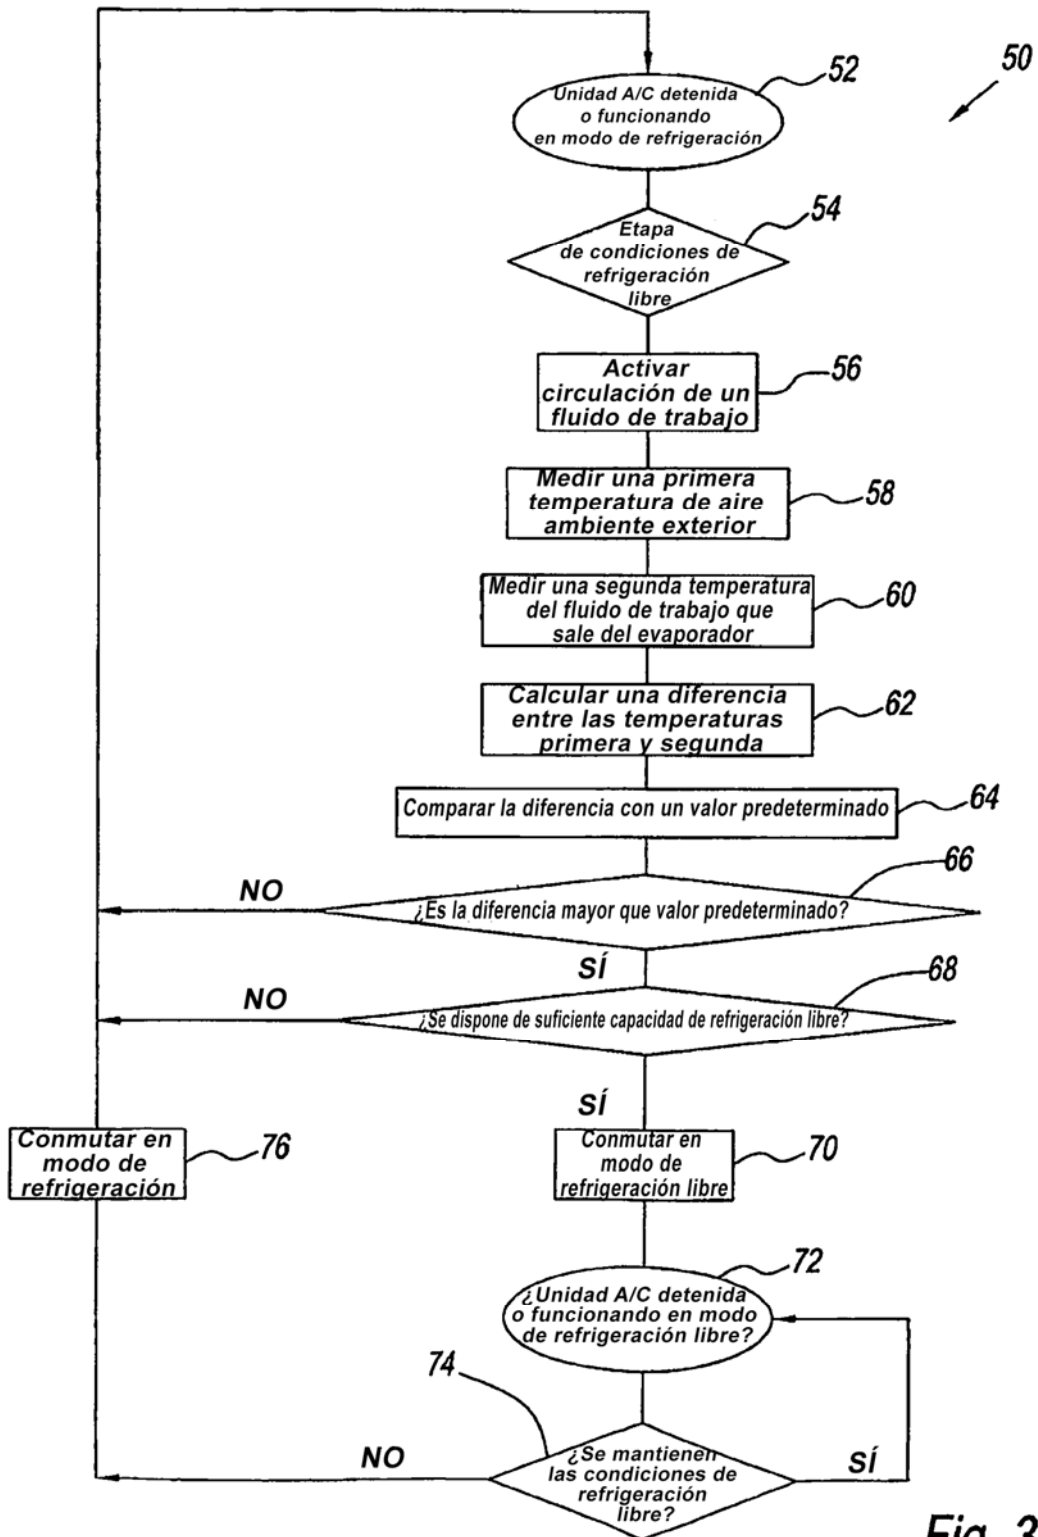 50
52
Unidad A/C detenida
o funcionando
en modo de refrigeración
54
Etapa
de condiciones de
refrigeración
libre
56
Activar
circulación de un
fluido de trabajo
58
Medir una primera
temperatura de aire
ambiente exterior
60
Medir una segunda temperatura
del fluido de trabajo que
sale del evaporador
62
Calcular una diferencia
entre las temperaturas
primera y segunda
64
Comparar la diferencia con un valor predeterminado
66
NO
¿Es la diferencia mayor que valor predeterminado?
SÍ
68
NO
¿Se dispone de suficiente capacidad de refrigeración libre?
SÍ
Conmutar en
modo de
refrigeración
76
Conmutar en
modo de
refrigeración libre
70
72
¿Unidad A/C detenida
o funcionando en modo
de refrigeración libre?
74
NO
¿Se mantienen
las condiciones de
refrigeración
libre?
SÍ
Fig. 3